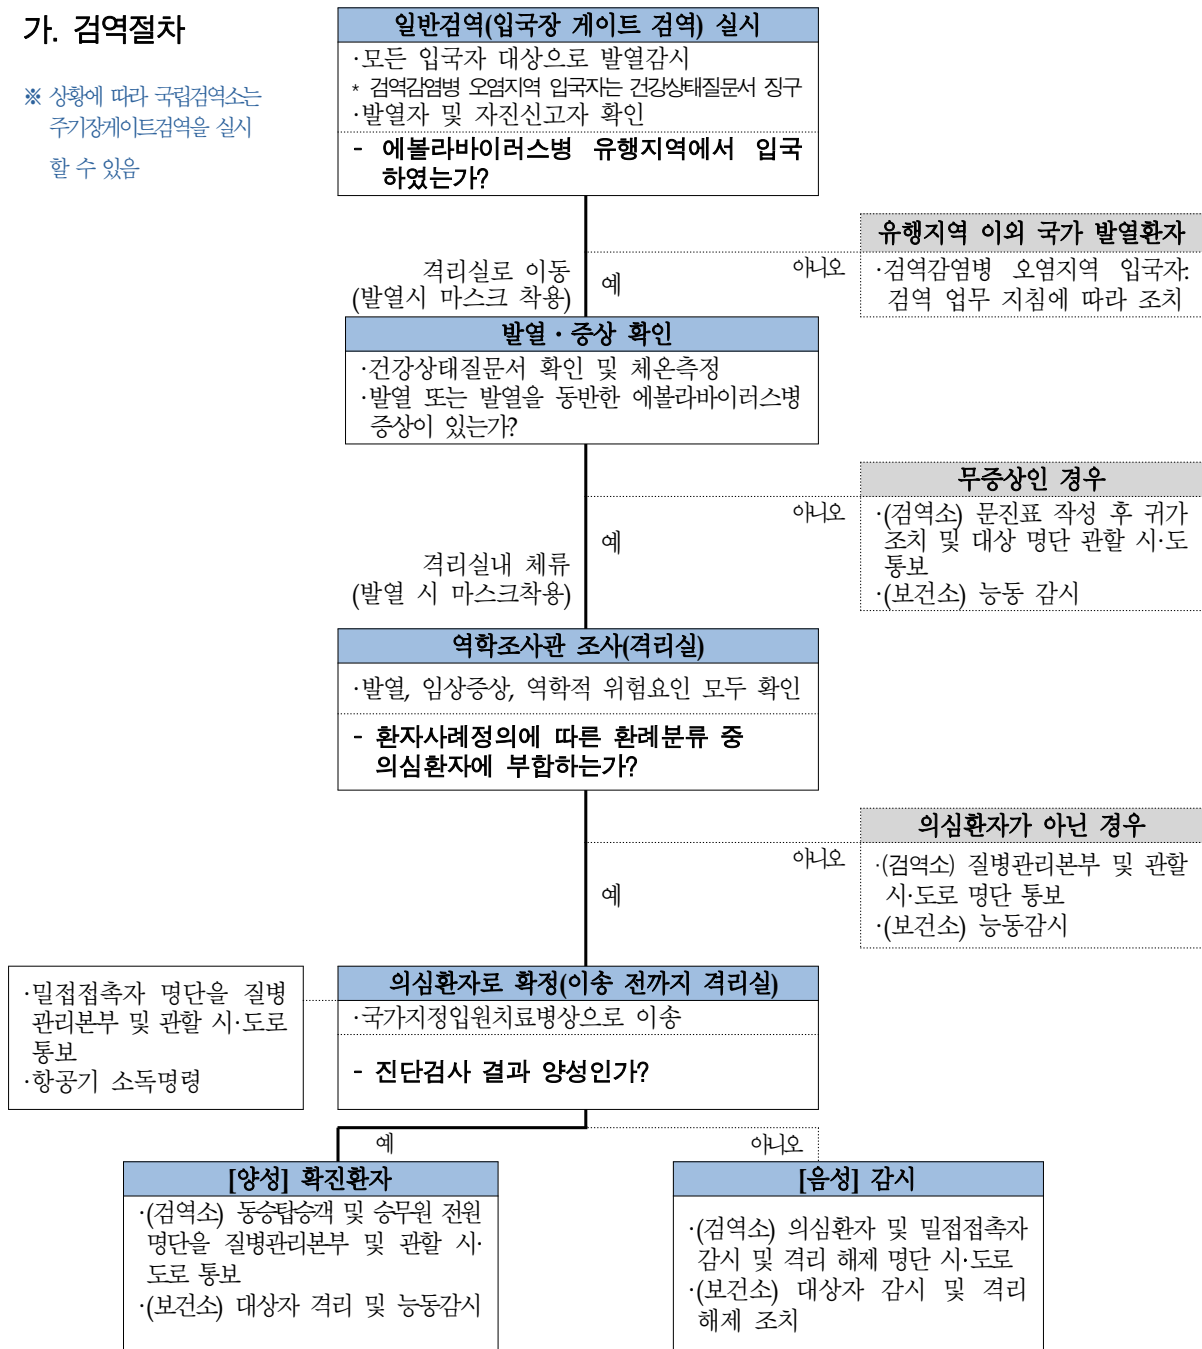 가. 검역절차
※ 상황에 따라 국립검역소는
주기장게이트검역을 실시
할 수 있음
일반검역(입국장 게이트 검역) 실시
·모든 입국자 대상으로 발열감시
* 검역감염병 오염지역 입국자는 건강상태질문서 징구
·발열자 및 자진신고자 확인
- 에볼라바이러스병 유행지역에서 입국
하였는가?
유행지역 이외 국가 발열환자
·검역감염병 오염지역 입국자:
검역 업무 지침에 따라 조치
아니오
격리실로 이동
(발열시 마스크 착용)
예
발열·증상 확인
·건강상태질문서 확인 및 체온측정
·발열 또는 발열을 동반한 에볼라바이러스병
증상이 있는가?
무증상인 경우
·(검역소) 문진표 작성 후 귀가
조치 및 대상 명단 관할 시·도
통보
·(보건소) 능동 감시
아니오
예
격리실내 체류
(발열 시 마스크착용)
역학조사관 조사(격리실)
·발열, 임상증상, 역학적 위험요인 모두 확인
- 환자사례정의에 따른 환례분류 중
의심환자에 부합하는가?
의심환자가 아닌 경우
·(검역소) 질병관리본부 및 관할
시·도로 명단 통보
·(보건소) 능동감시
아니오
예
·밀접접촉자 명단을 질병
관리본부 및 관할 시·도로
통보
·항공기 소독명령
의심환자로 확정(이송 전까지 격리실)
·국가지정입원치료병상으로 이송
- 진단검사 결과 양성인가?
예
아니오
[양성] 확진환자
·(검역소) 동승탑승객 및 승무원 전원
명단을 질병관리본부 및 관할 시·
도로 통보
·(보건소) 대상자 격리 및 능동감시
[음성] 감시
·(검역소) 의심환자 및 밀접접촉자
감시 및 격리 해제 명단 시·도로
·(보건소) 대상자 감시 및 격리
해제 조치